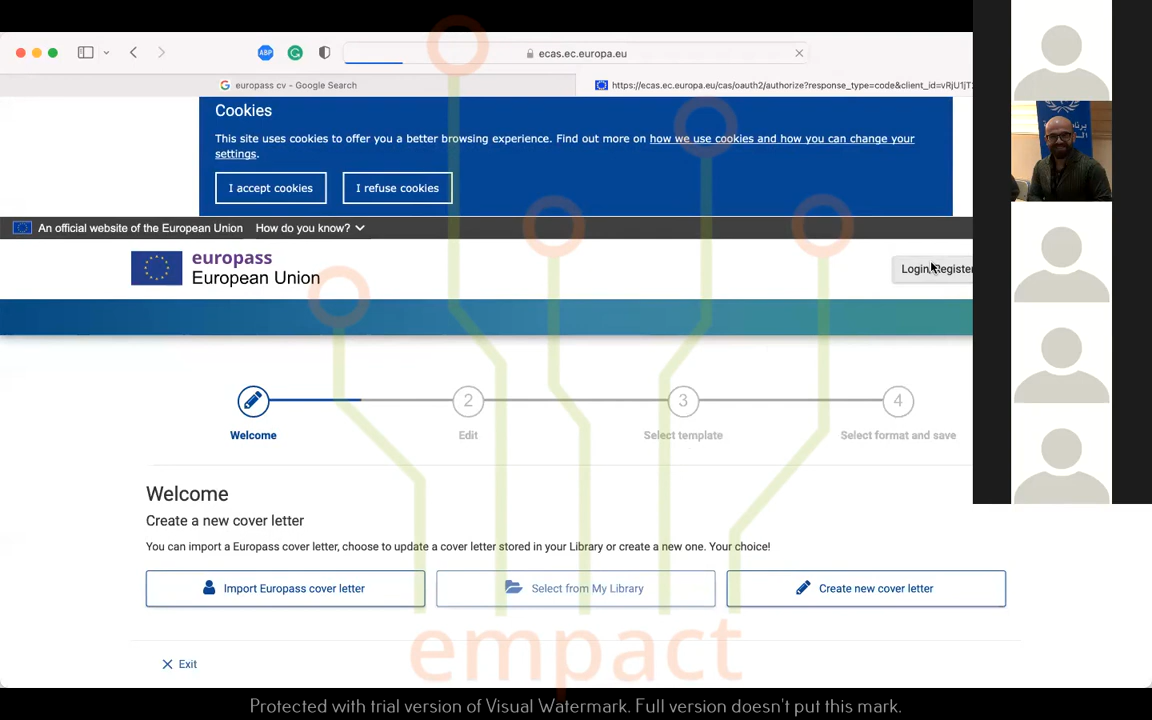 ABP
ecas.ec.europa.eu
europass cv - Google Search
https://ecas.ec.europa.eu/cas/oauth2/authorize?response_type=code&client_id=vRjU1jT
Cookies
This site uses cookies to offer you a better browsing experience. Find out more on how we use cookies and how you can change your
settings.
I accept cookies
I refuse cookies
An official website of the European Union
How do you know?
europass
European Union
Login/Register
2
3
4
Welcome
Edit
Select template
Select format and save
Welcome
Create a new cover letter
You can import a Europass cover letter, choose to update a cover letter stored in your Library or create a new one. Your choice!
Import Europass cover letter
Select from My Library
Create new cover letter
empact
Exit
Protected with trial version of Visual Watermark. Full version doesn't put this mark.